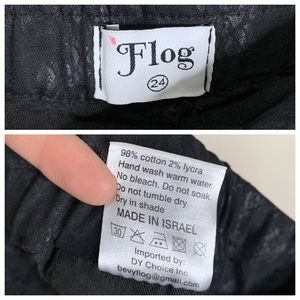 Flog
24
98% cotton 2% lycra
Hand wash warm water.
No bleach. Do not soak.
Do not tumble dry.
Dry in shade
MADE IN ISRAEL
30
Imported by:
DY Choice Inc
bevyflog@gmail.com